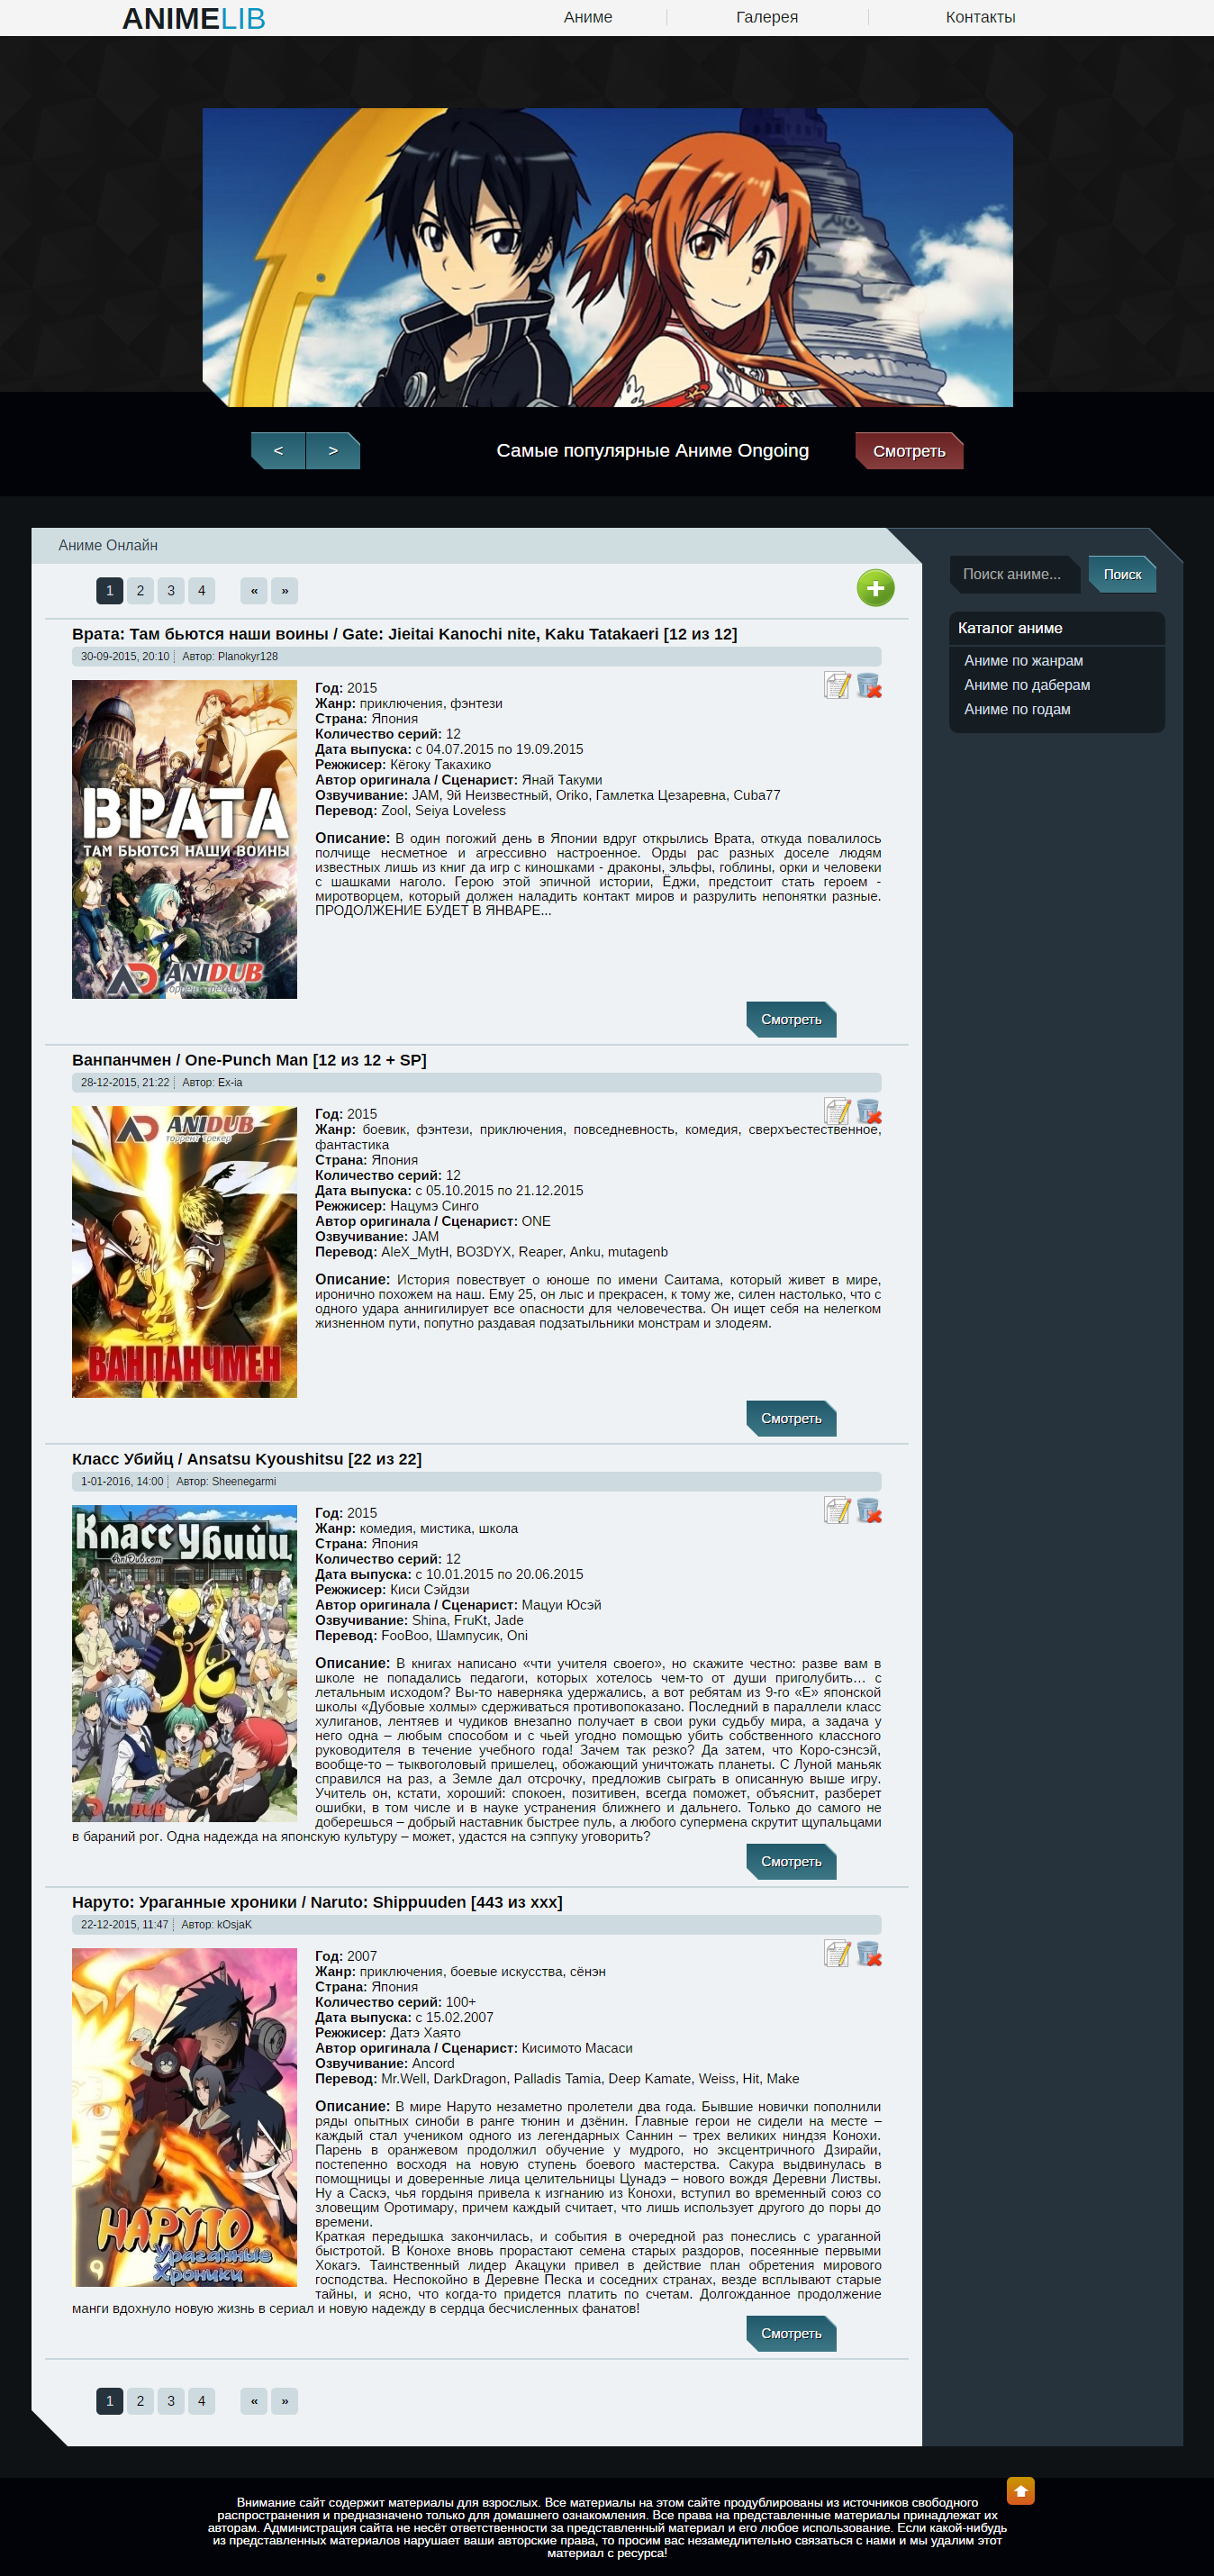 ANIMELIB
Аниме
Галерея
Контакты
<
>
Самые популярные Аниме Ongoing
Смотреть
Аниме Онлайн
1 2 3 4 « »
Поиск аниме...
Поиск
Каталог аниме
Аниме по жанрам
Аниме по даберам
Аниме по годам
Врата: Там бьются наши воины / Gate: Jieitai Kanochi nite, Kaku Tatakaeri [12 из 12]
30-09-2015, 20:10 Автор: Planokyr128
ВРАТА
ТАМ БЬЮТСЯ НАШИ ВОИНЫ
ANIDUB
торрент трекер
Год: 2015
Жанр: приключения, фэнтези
Страна: Япония
Количество серий: 12
Дата выпуска: с 04.07.2015 по 19.09.2015
Режжисер: Кёгоку Такахико
Автор оригинала / Сценарист: Янай Такуми
Озвучивание: JAM, 9й Неизвестный, Oriko, Гамлетка Цезаревна, Cuba77
Перевод: Zool, Seiya Loveless
Описание: В один погожий день в Японии вдруг открылись Врата, откуда повалилось
полчище несметное и агрессивно настроенное. Орды рас разных доселе людям
известных лишь из книг да игр с киношками - драконы, эльфы, гоблины, орки и человеки
с шашками наголо. Герою этой эпичной истории, Ёджи, предстоит стать героем -
миротворцем, который должен наладить контакт миров и разрулить непонятки разные.
ПРОДОЛЖЕНИЕ БУДЕТ В ЯНВАРЕ...
Смотреть
Ванпанчмен / One-Punch Man [12 из 12 + SP]
28-12-2015, 21:22 Автор: Ex-ia
ANIDUB
торрент трекер
ВАНПАНЧМЕН
Год: 2015
Жанр: боевик, фэнтези, приключения, повседневность, комедия, сверхъестественное,
фантастика
Страна: Япония
Количество серий: 12
Дата выпуска: с 05.10.2015 по 21.12.2015
Режжисер: Нацумэ Синго
Автор оригинала / Сценарист: ONE
Озвучивание: JAM
Перевод: AleX_MytH, BO3DYX, Reaper, Anku, mutagenb
Описание: История повествует о юноше по имени Саитама, который живет в мире,
иронично похожем на наш. Ему 25, он лыс и прекрасен, к тому же, силен настолько, что с
одного удара аннигилирует все опасности для человечества. Он ищет себя на нелегком
жизненном пути, попутно раздавая подзатыльники монстрам и злодеям.
Смотреть
Класс Убийц / Ansatsu Kyoushitsu [22 из 22]
1-01-2016, 14:00 Автор: Sheenegarmi
Класс Убийц
AniDub.com
ANIDUB
Год: 2015
Жанр: комедия, мистика, школа
Страна: Япония
Количество серий: 12
Дата выпуска: с 10.01.2015 по 20.06.2015
Режжисер: Киси Сэйдзи
Автор оригинала / Сценарист: Мацуи Юсэй
Озвучивание: Shina, FruKt, Jade
Перевод: FooBoo, Шампусик, Oni
Описание: В книгах написано «чти учителя своего», но скажите честно: разве вам в
школе не попадались педагоги, которых хотелось чем-то от души приголубить… с
летальным исходом? Вы-то наверняка удержались, а вот ребятам из 9-го «Е» японской
школы «Дубовые холмы» сдерживаться противопоказано. Последний в параллели класс
хулиганов, лентяев и чудиков внезапно получает в свои руки судьбу мира, а задача у
него одна – любым способом и с чьей угодно помощью убить собственного классного
руководителя в течение учебного года! Зачем так резко? Да затем, что Коро-сэнсэй,
вообще-то – тыквоголовый пришелец, обожающий уничтожать планеты. С Луной маньяк
справился на раз, а Земле дал отсрочку, предложив сыграть в описанную выше игру.
Учитель он, кстати, хороший: спокоен, позитивен, всегда поможет, объяснит, разберет
ошибки, в том числе и в науке устранения ближнего и дальнего. Только до самого не
доберешься – добрый наставник быстрее пуль, а любого супермена скрутит щупальцами
в бараний рог. Одна надежда на японскую культуру – может, удастся на сэппуку уговорить?
Смотреть
Наруто: Ураганные хроники / Naruto: Shippuuden [443 из xxx]
22-12-2015, 11:47 Автор: kOsjaK
НАРУТО
Ураганные
Хроники
Год: 2007
Жанр: приключения, боевые искусства, сёнэн
Страна: Япония
Количество серий: 100+
Дата выпуска: с 15.02.2007
Режжисер: Датэ Хаято
Автор оригинала / Сценарист: Кисимото Масаси
Озвучивание: Ancord
Перевод: Mr.Well, DarkDragon, Palladis Tamia, Deep Kamate, Weiss, Hit, Make
Описание: В мире Наруто незаметно пролетели два года. Бывшие новички пополнили
ряды опытных синоби в ранге тюнин и дзёнин. Главные герои не сидели на месте –
каждый стал учеником одного из легендарных Саннин – трех великих ниндзя Конохи.
Парень в оранжевом продолжил обучение у мудрого, но эксцентричного Дзирайи,
постепенно восходя на новую ступень боевого мастерства. Сакура выдвинулась в
помощницы и доверенные лица целительницы Цунадэ – нового вождя Деревни Листвы.
Ну а Саскэ, чья гордыня привела к изгнанию из Конохи, вступил во временный союз со
зловещим Оротимару, причем каждый считает, что лишь использует другого до поры до
времени.
Краткая передышка закончилась, и события в очередной раз понеслись с ураганной
быстротой. В Конохе вновь прорастают семена старых раздоров, посеянные первыми
Хокагэ. Таинственный лидер Акацуки привел в действие план обретения мирового
господства. Неспокойно в Деревне Песка и соседних странах, везде всплывают старые
тайны, и ясно, что когда-то придется платить по счетам. Долгожданное продолжение
манги вдохнуло новую жизнь в сериал и новую надежду в сердца бесчисленных фанатов!
Смотреть
1 2 3 4 « »
Внимание сайт содержит материалы для взрослых. Все материалы на этом сайте продублированы из источников свободного
распространения и предназначено только для домашнего ознакомления. Все права на представленные материалы принадлежат их
авторам. Администрация сайта не несёт ответственности за представленный материал и его любое использование. Если какой-нибудь
из представленных материалов нарушает ваши авторские права, то просим вас незамедлительно связаться с нами и мы удалим этот
материал с ресурса!